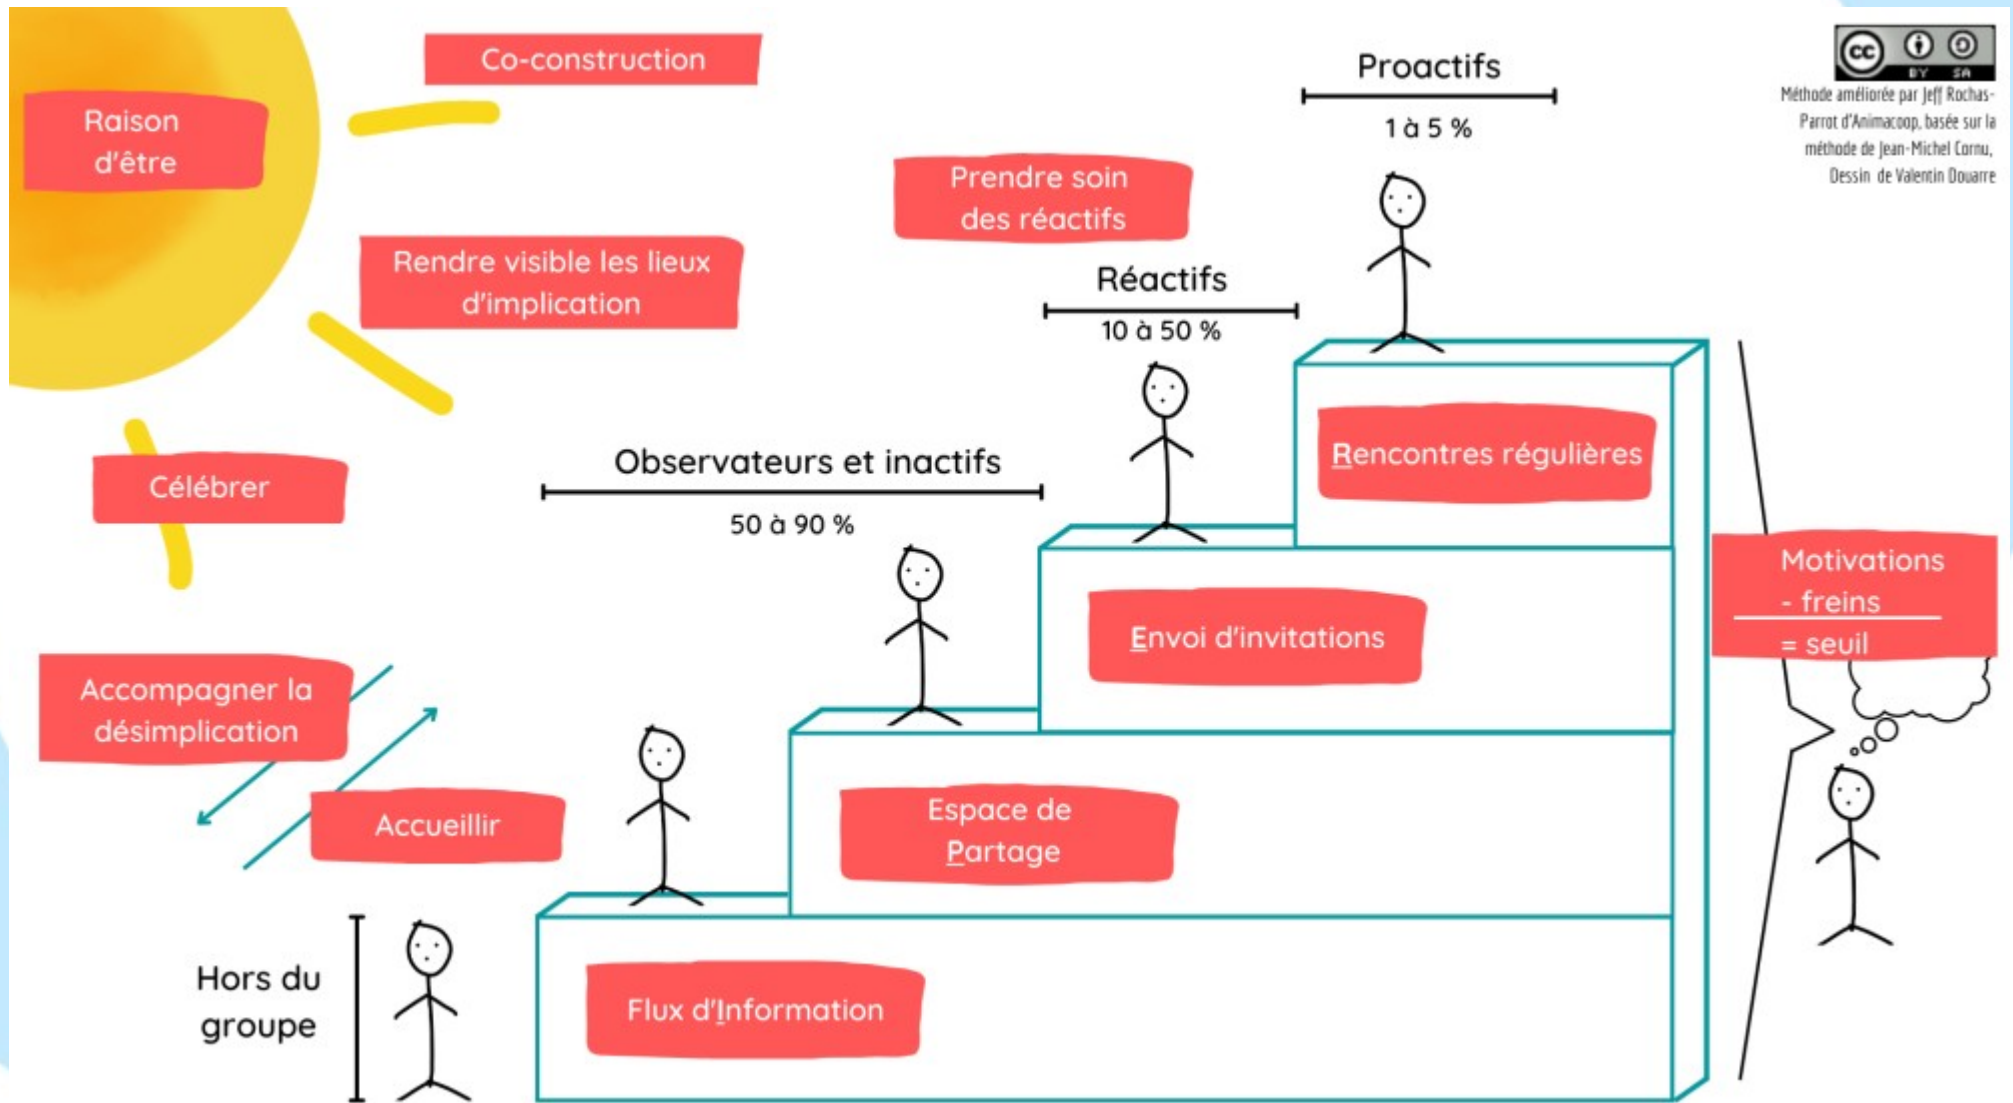 Co-construction
Raison
d'être
Rendre visible les lieux
d'implication
Célébrer
Accompagner la
désimplication
Accueillir
Hors du
groupe
Observateurs et inactifs
50 à 90 %
Prendre soin
des réactifs
Réactifs
10 à 50 %
Proactifs
1 à 5 %
cc
BY SA
Méthode améliorée par Jeff Rochas-
Parrot d'Animacoop, basée sur la
méthode de Jean-Michel Cornu,
Dessin de Valentin Douarre
Rencontres régulières
Envoi d'invitations
Espace de
Partage
Flux d'Information
Motivations
- freins
= seuil